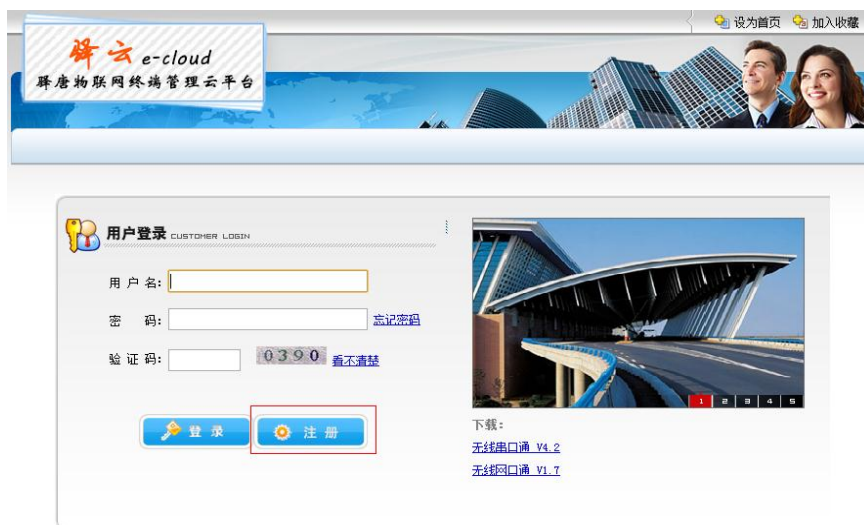 设为首页 加入收藏
驿云 e-cloud
驿唐物联网终端管理云平台
用户登录 CUSTOMER LOGIN
用 户 名:
密 码: 忘记密码
验 证 码: 0390 看不清楚
登 录 注 册
1 2 3 4 5
下载:
无线串口通 V4.2
无线网口通 V1.7